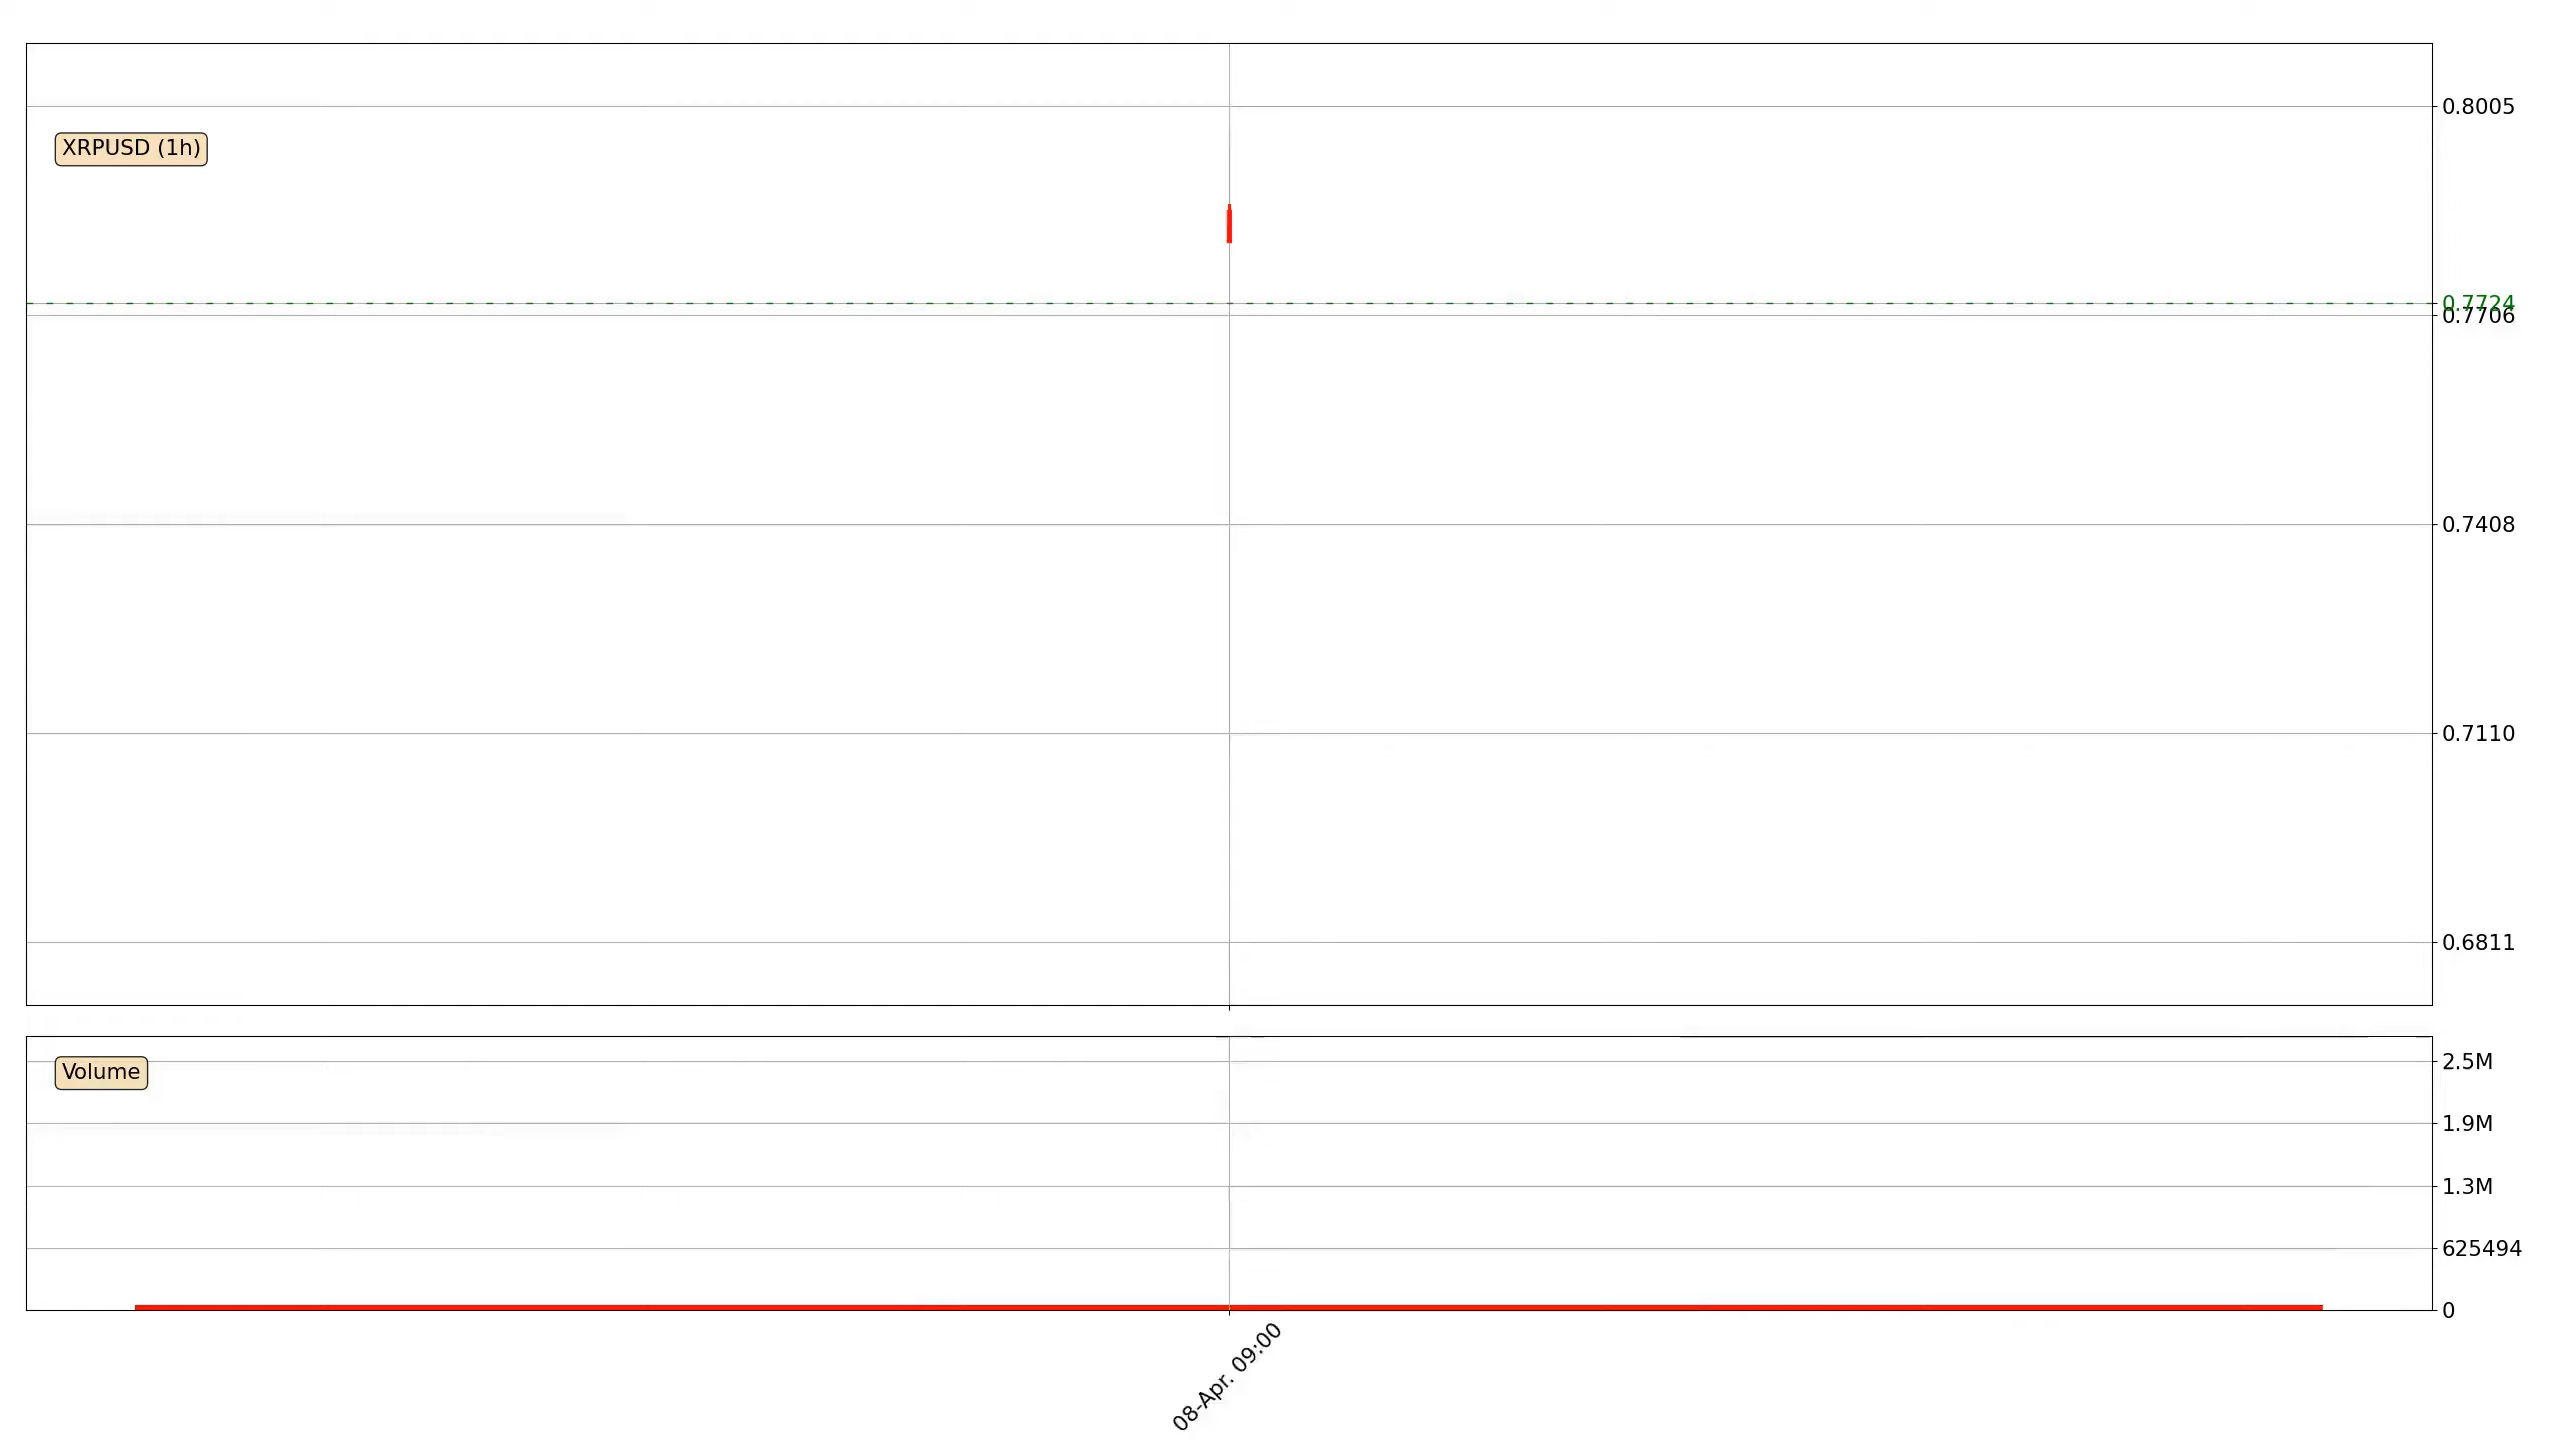 0.8005
XRPUSD (1h)
0.7724
0.7706
0.7408
0.7110
0.6811
Volume
2.5M
1.9M
1.3M
625494
0
08-Apr. 09:00